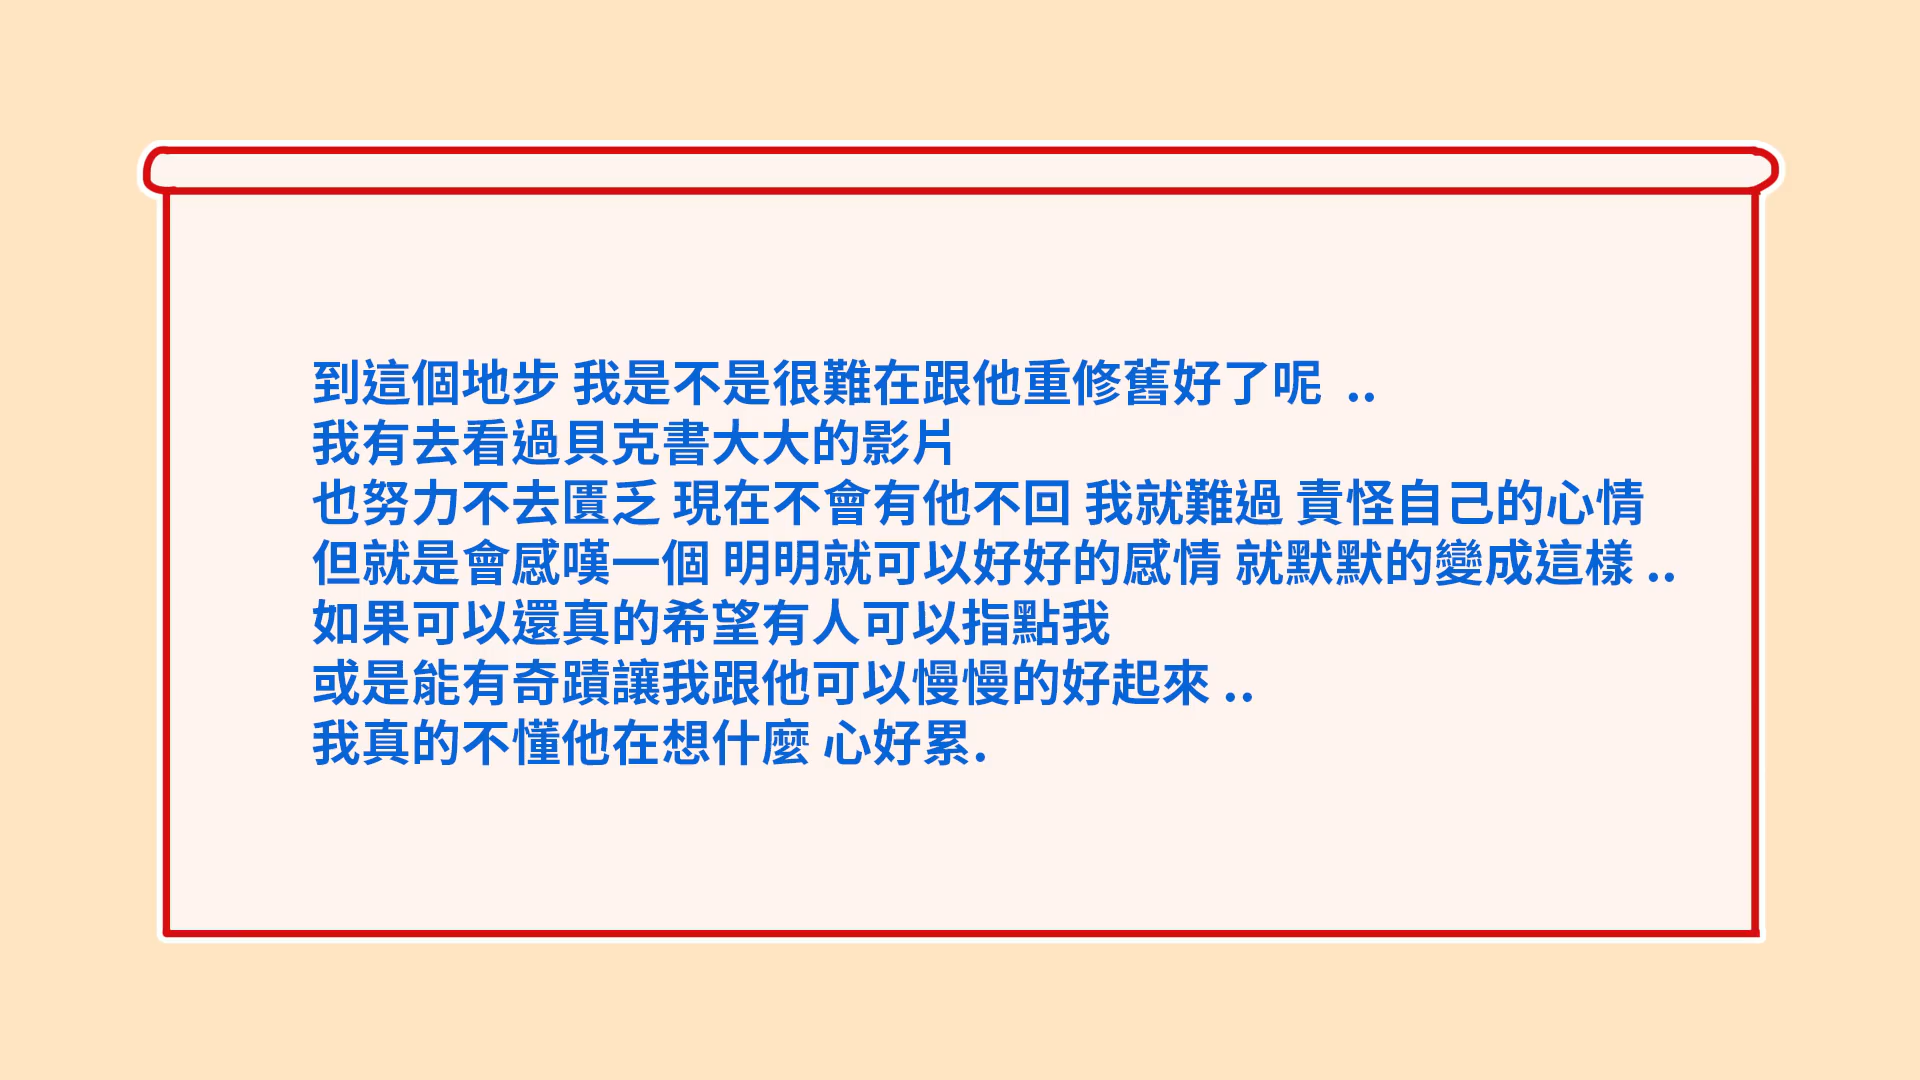 到這個地步 我是不是很難在跟他重修舊好了呢 ..
我有去看過貝克書大大的影片
也努力不去匱乏 現在不會有他不回 我就難過 責怪自己的心情
但就是會感嘆一個 明明就可以好好的感情 就默默的變成這樣 ..
如果可以還真的希望有人可以指點我
或是能有奇蹟讓我跟他可以慢慢的好起來 ..
我真的不懂他在想什麼 心好累.